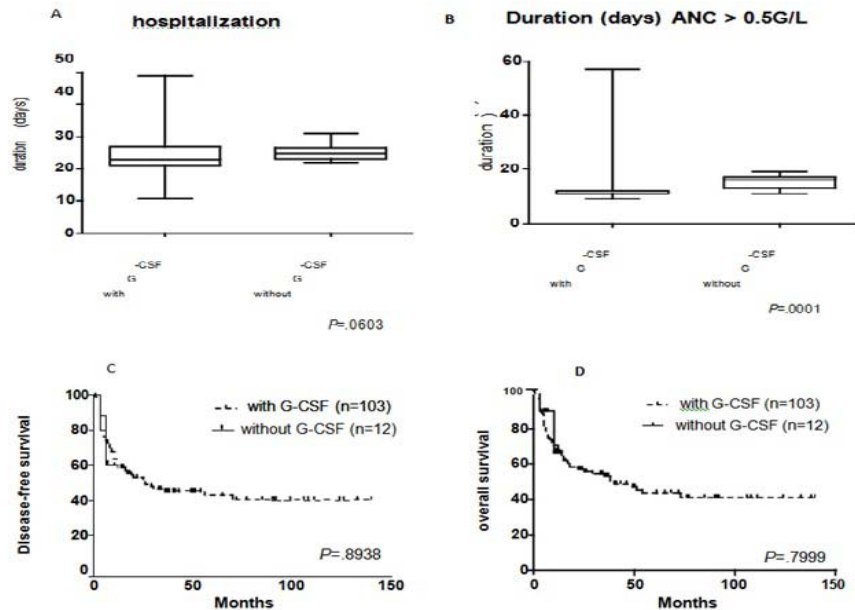 A
hospitalization
50
40
30
20
10
0
duration (days)
-CSF
G
with
-CSF
G
without
P=.0603
B
Duration (days) ANC > 0.5G/L
60
40
20
0
duration )
-CSF
G
with
-CSF
G
without
P=.0001
C
100
80
60
40
20
0
Disease-free survival
with G-CSF (n=103)
without G-CSF (n=12)
P=.8938
0
50
100
150
Months
D
100
80
60
40
20
0
overall survival
with G-CSF (n=103)
without G-CSF (n=12)
P=.7999
0
50
100
150
Months